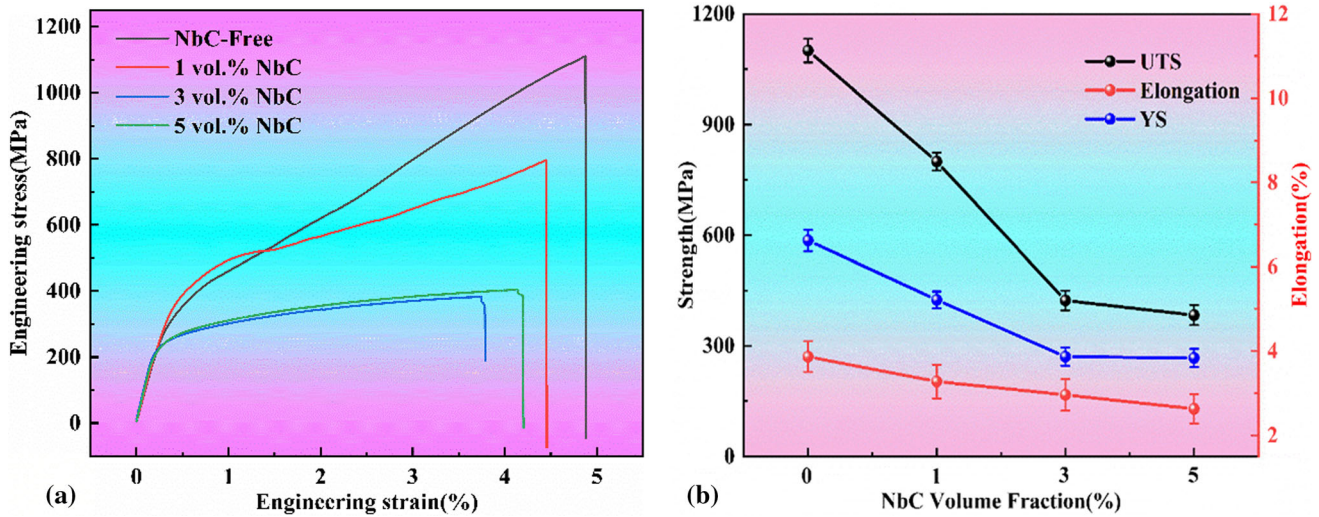 1200
1000
800
600
400
200
0
Engineering stress(MPa)
NbC-Free
1 vol.% NbC
3 vol.% NbC
5 vol.% NbC
0 1 2 3 4 5
Engineering strain(%)
(a)
1200
900
600
300
0
Strength(MPa)
UTS
Elongation
YS
12
10
8
6
4
2
Elongation(%)
0 1 3 5
NbC Volume Fraction(%)
(b)